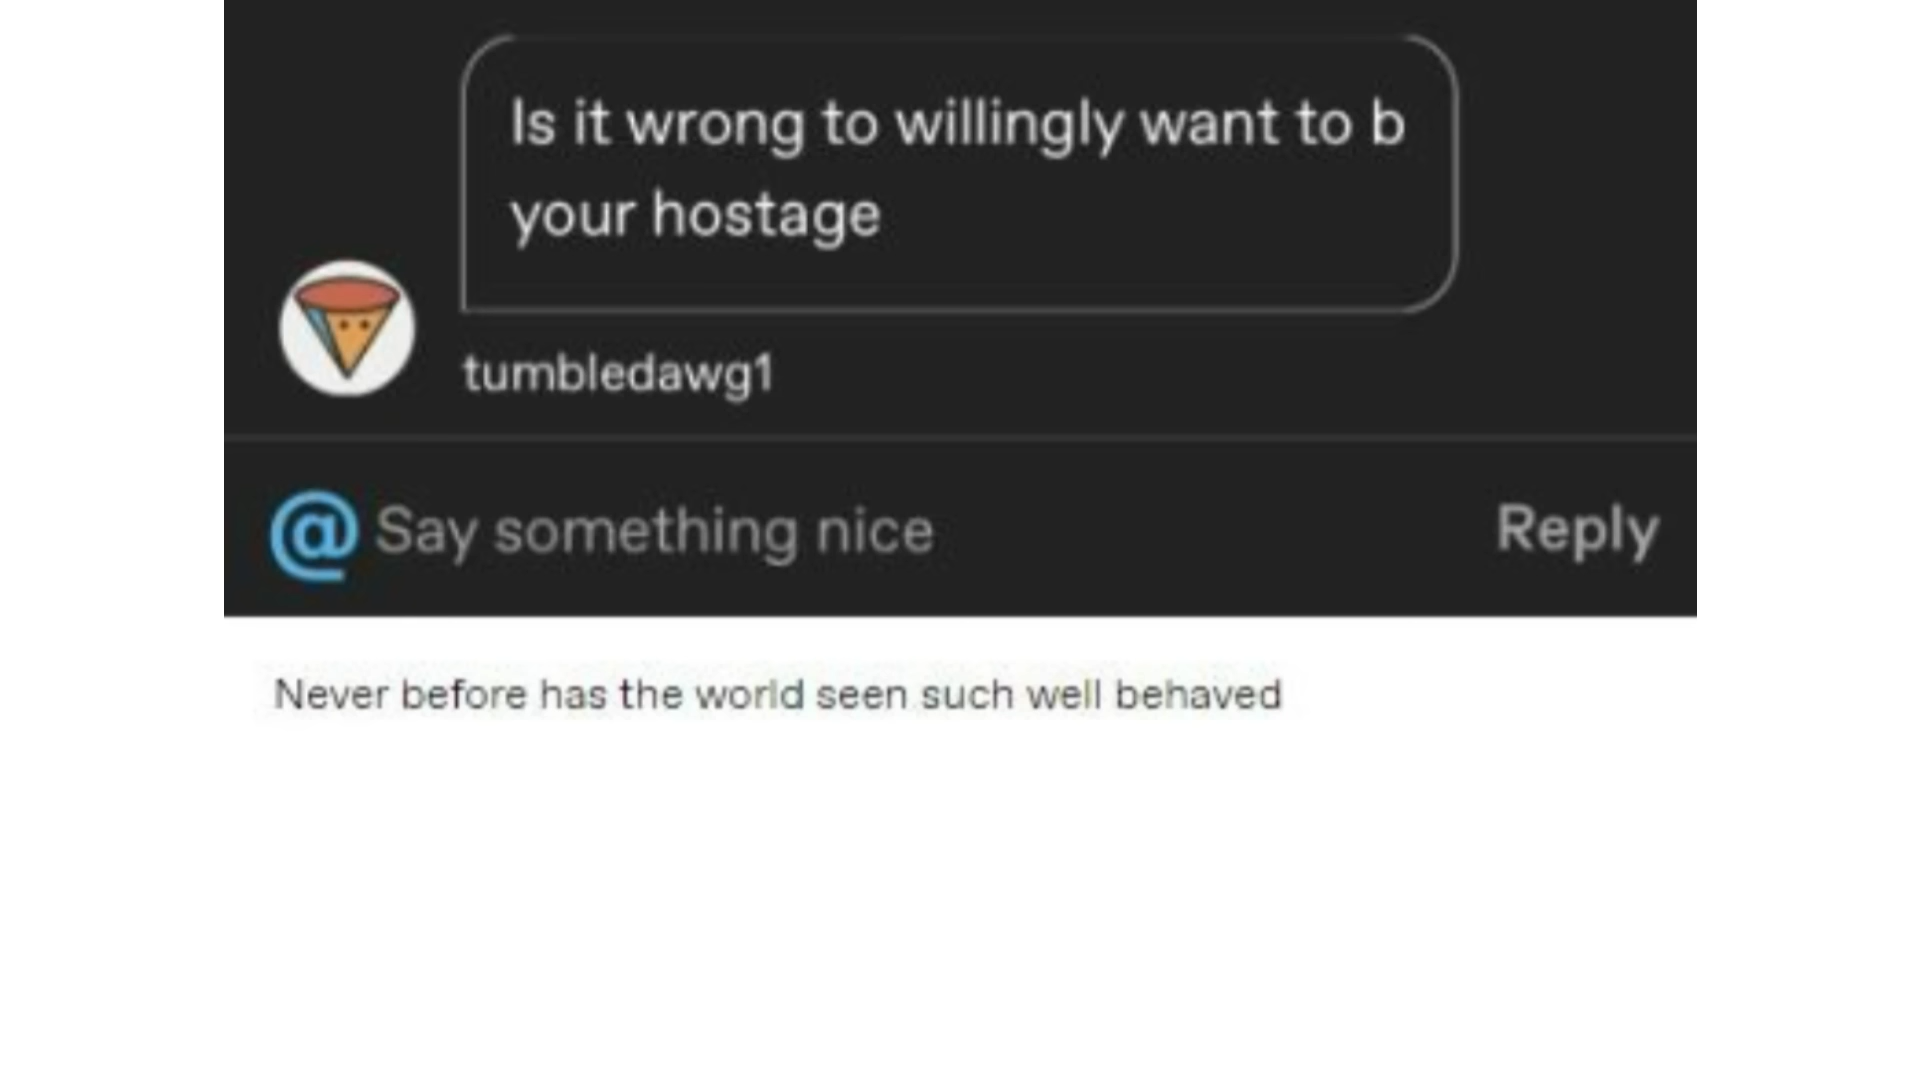 Is it wrong to willingly want to b
your hostage
tumbledawg1
@ Say something nice
Reply
Never before has the world seen such well behaved